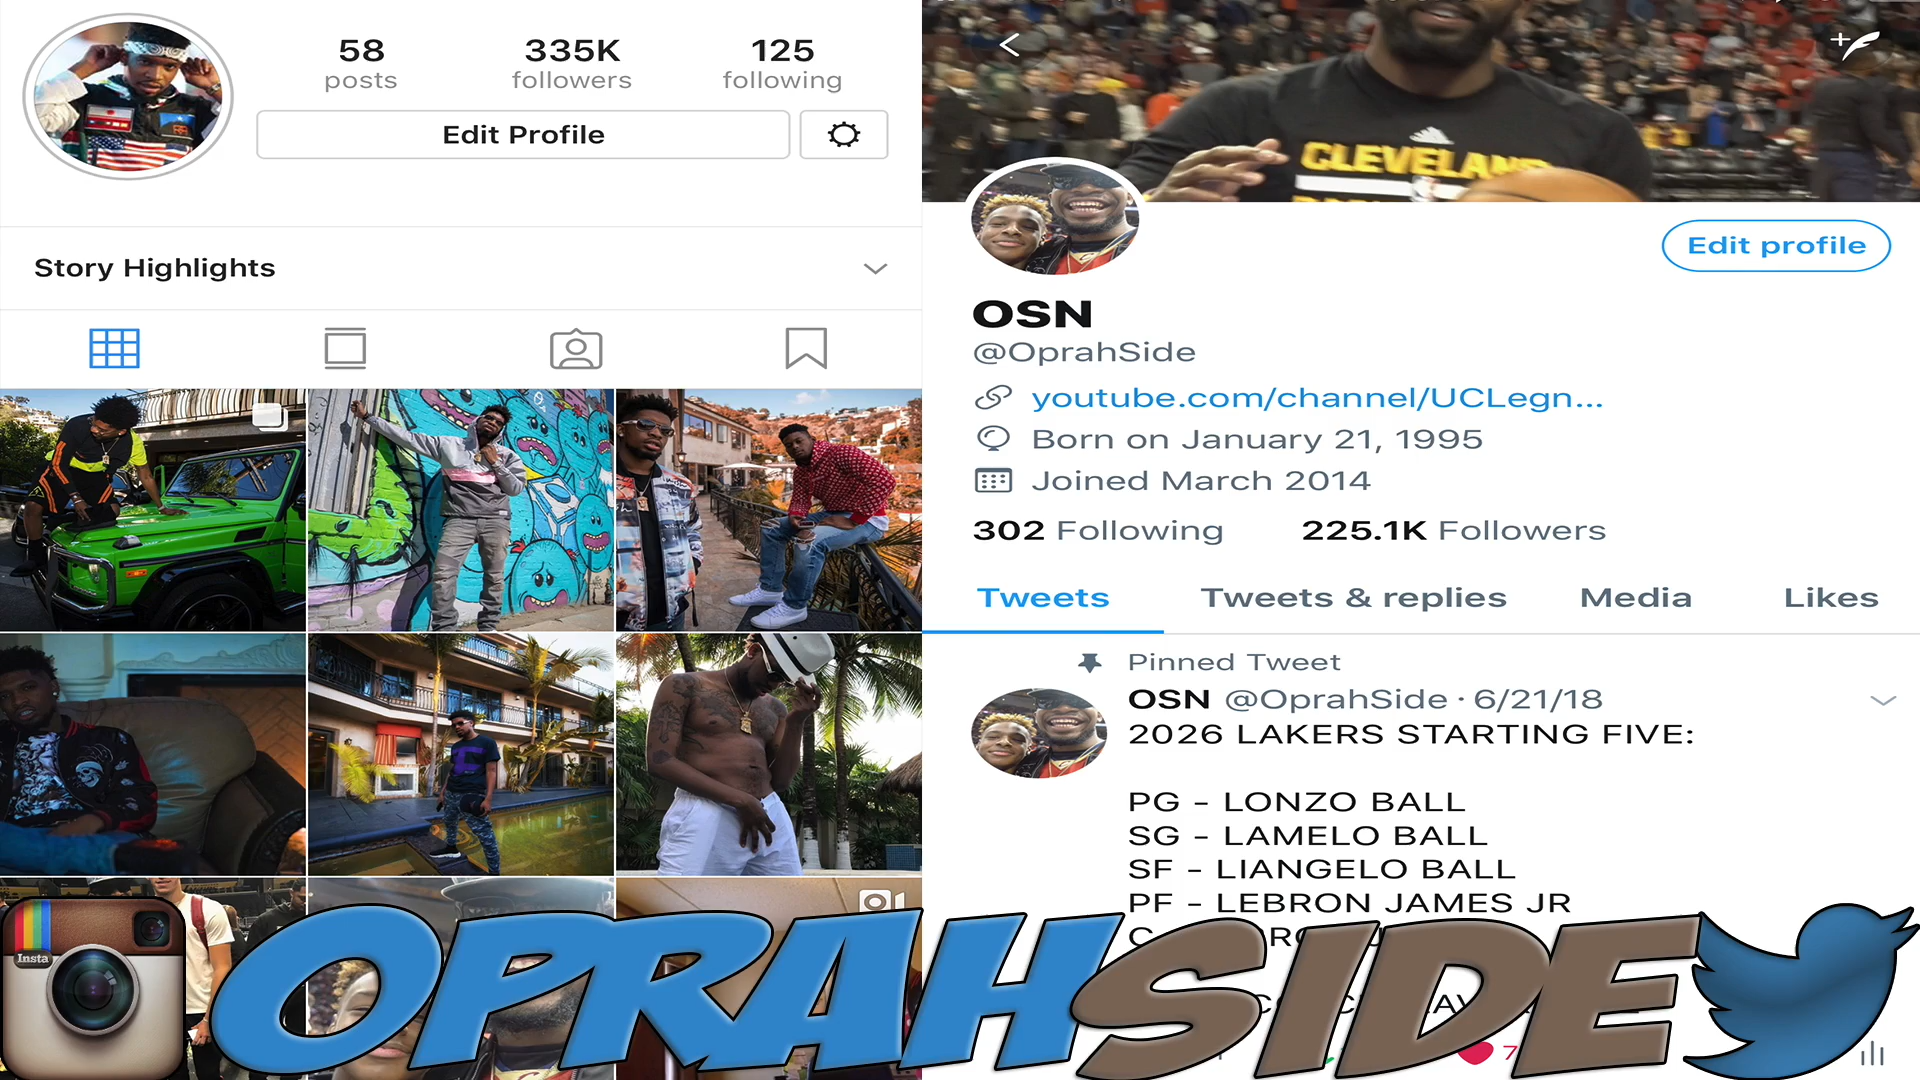 58 335K 125
posts followers following
Edit Profile
Story Highlights
CLEVELAND
Edit profile
OSN
@OprahSide
youtube.com/channel/UCLegn...
Born on January 21, 1995
Joined March 2014
302 Following 225.1K Followers
Tweets Tweets & replies Media Likes
Pinned Tweet
OSN @OprahSide · 6/21/18
2026 LAKERS STARTING FIVE:
PG - LONZO BALL
SG - LAMELO BALL
SF - LIANGELO BALL
PF - LEBRON JAMES JR
C
Insta
OPRAHSIDE
7